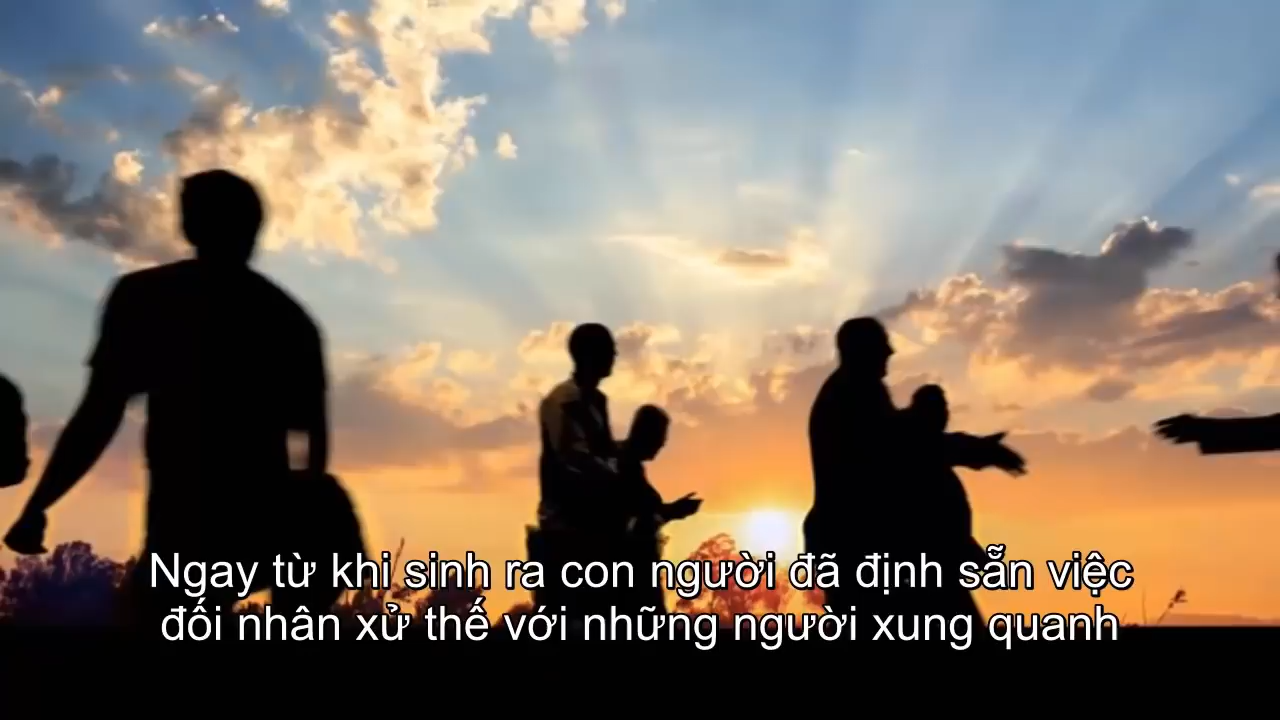 Ngay từ khi sinh ra con người đã định sẵn việc
đối nhân xử thế với những người xung quanh